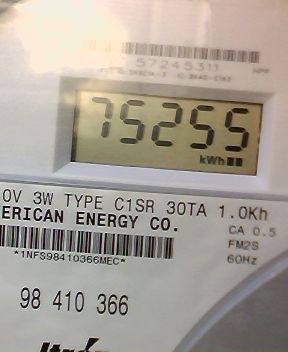 57245311
75255
kWh
0V 3W TYPE C1SR 30TA 1.0Kh
ERICAN ENERGY CO.
CA 0.5
FM2S
*1NFS98410366MEC*
60Hz
98 410 366
Itron